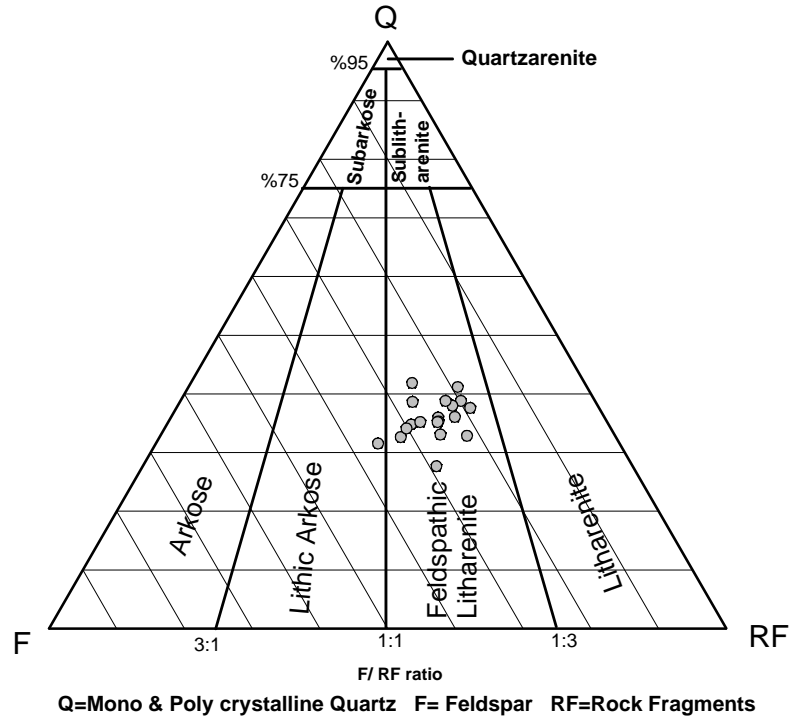 Q
%95
Quartzarenite
Subarkose
Sublith-
arenite
%75
Arkose
Lithic Arkose
Feldspathic
Litharenite
Litharenite
F
3:1
1:1
1:3
RF
F/ RF ratio
Q=Mono & Poly crystalline Quartz F= Feldspar RF=Rock Fragments